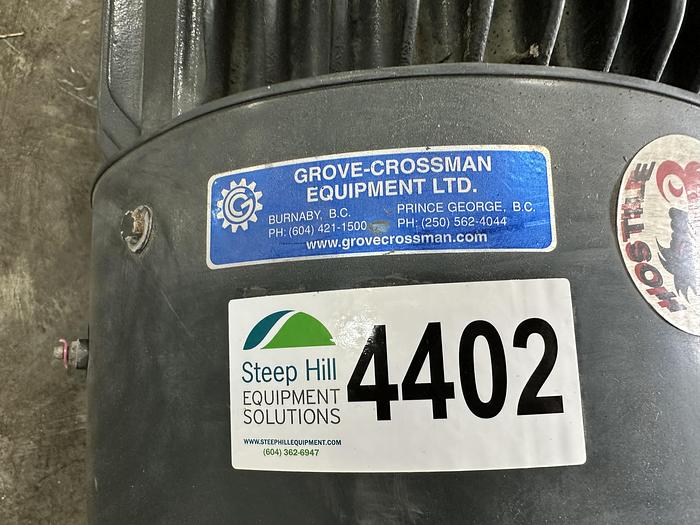 GROVE-CROSSMAN
EQUIPMENT LTD.
BURNABY, B.C. PRINCE GEORGE, B.C.
PH: (604) 421-1500 PH: (250) 562-4044
www.grovecrossman.com
G
HOSTILE
Steep Hill
EQUIPMENT
SOLUTIONS
4402
WWW.STEEPHILLEQUIPMENT.COM
(604) 362-6947